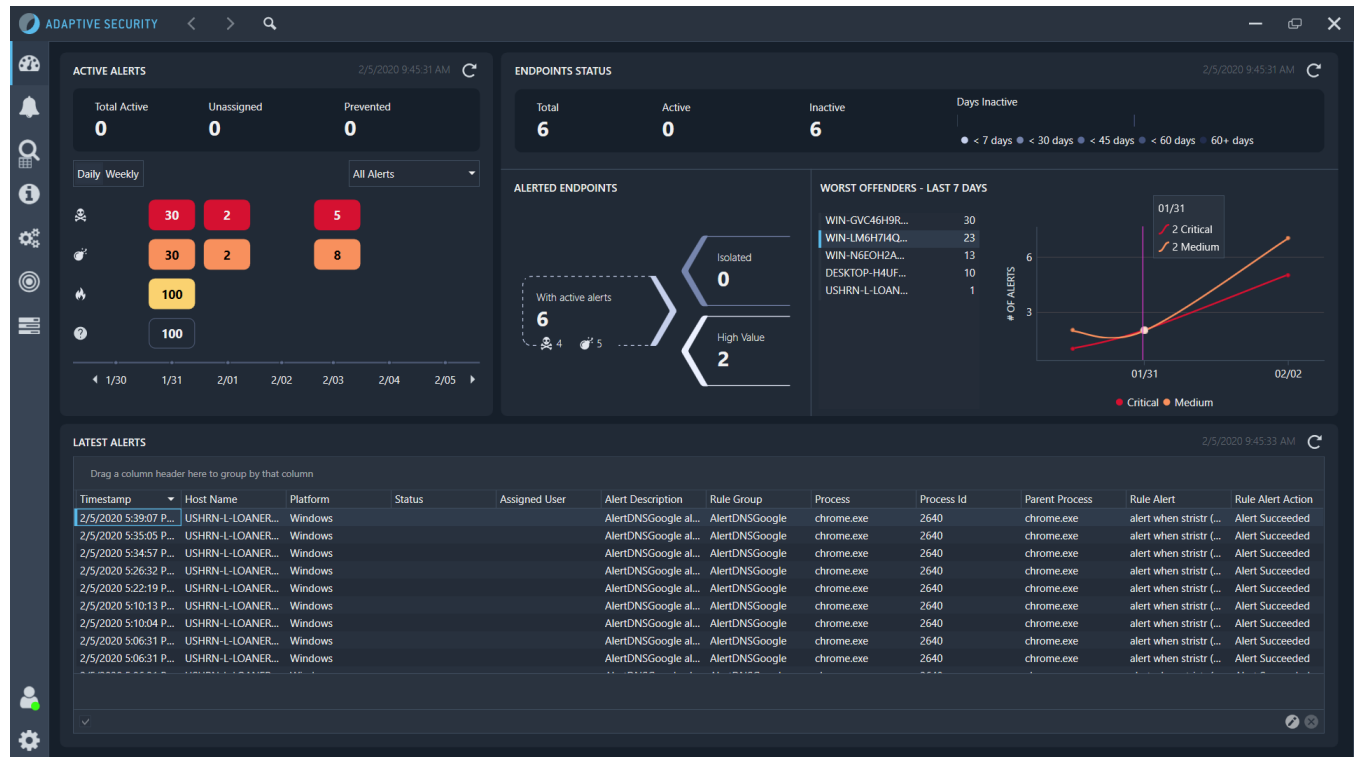 ADAPTIVE SECURITY
ACTIVE ALERTS 2/5/2020 9:45:31 AM
Total Active Unassigned Prevented
0 0 0
Daily Weekly All Alerts
30 2 5
30 2 8
100
100
1/30 1/31 2/01 2/02 2/03 2/04 2/05
ENDPOINTS STATUS 2/5/2020 9:45:31 AM
Total Active Inactive Days Inactive
6 0 6
< 7 days < 30 days < 45 days < 60 days 60+ days
ALERTED ENDPOINTS
With active alerts
6
4 5
Isolated
0
High Value
2
WORST OFFENDERS - LAST 7 DAYS
WIN-GVC46H9R... 30
WIN-LM6H7I4Q... 23
WIN-N6EOH2A... 13
DESKTOP-H4UF... 10
USHRN-L-LOAN... 1
01/31
2 Critical
2 Medium
# OF ALERTS
6
3
01/31 02/02
Critical Medium
LATEST ALERTS 2/5/2020 9:45:33 AM
Drag a column header here to group by that column
Timestamp Host Name Platform Status Assigned User Alert Description Rule Group Process Process Id Parent Process Rule Alert Rule Alert Action
2/5/2020 5:39:07 P... USHRN-L-LOANER... Windows AlertDNSGoogle al... AlertDNSGoogle chrome.exe 2640 chrome.exe alert when stristr (... Alert Succeeded
2/5/2020 5:35:05 P... USHRN-L-LOANER... Windows AlertDNSGoogle al... AlertDNSGoogle chrome.exe 2640 chrome.exe alert when stristr (... Alert Succeeded
2/5/2020 5:34:57 P... USHRN-L-LOANER... Windows AlertDNSGoogle al... AlertDNSGoogle chrome.exe 2640 chrome.exe alert when stristr (... Alert Succeeded
2/5/2020 5:26:32 P... USHRN-L-LOANER... Windows AlertDNSGoogle al... AlertDNSGoogle chrome.exe 2640 chrome.exe alert when stristr (... Alert Succeeded
2/5/2020 5:22:19 P... USHRN-L-LOANER... Windows AlertDNSGoogle al... AlertDNSGoogle chrome.exe 2640 chrome.exe alert when stristr (... Alert Succeeded
2/5/2020 5:10:13 P... USHRN-L-LOANER... Windows AlertDNSGoogle al... AlertDNSGoogle chrome.exe 2640 chrome.exe alert when stristr (... Alert Succeeded
2/5/2020 5:10:04 P... USHRN-L-LOANER... Windows AlertDNSGoogle al... AlertDNSGoogle chrome.exe 2640 chrome.exe alert when stristr (... Alert Succeeded
2/5/2020 5:06:31 P... USHRN-L-LOANER... Windows AlertDNSGoogle al... AlertDNSGoogle chrome.exe 2640 chrome.exe alert when stristr (... Alert Succeeded
2/5/2020 5:06:31 P... USHRN-L-LOANER... Windows AlertDNSGoogle al... AlertDNSGoogle chrome.exe 2640 chrome.exe alert when stristr (... Alert Succeeded